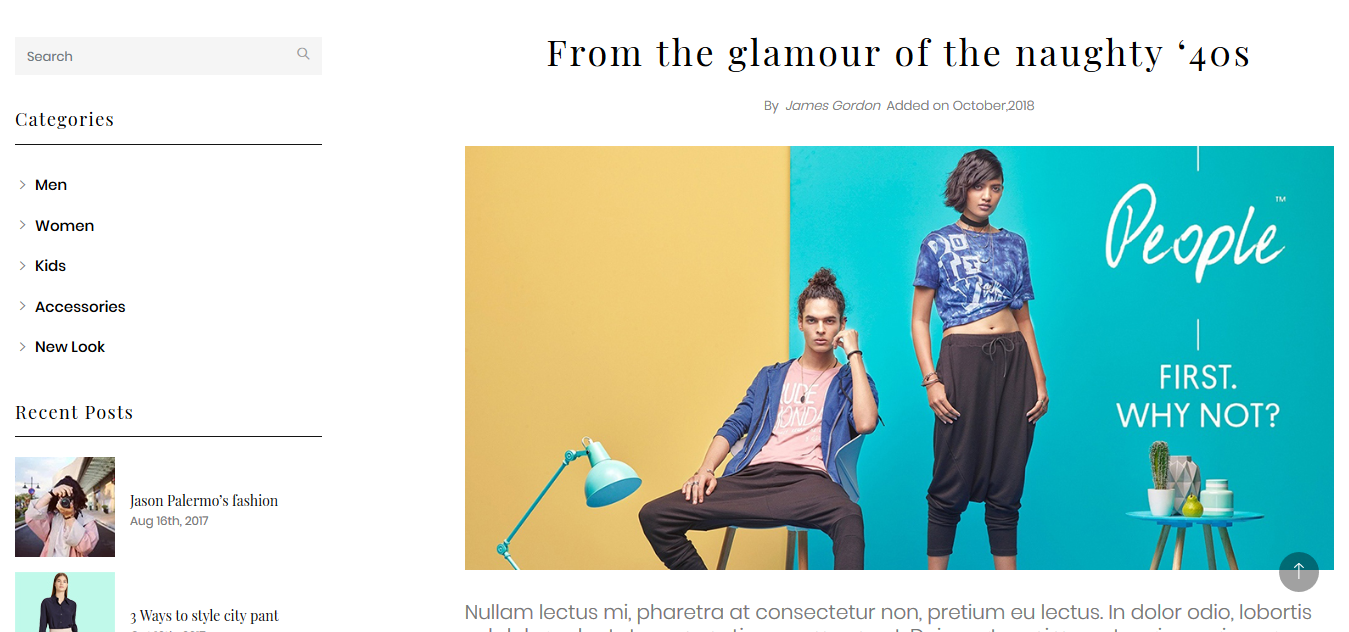 Search
Categories
Men
Women
Kids
Accessories
New Look
Recent Posts
Jason Palermo's fashion
Aug 16th, 2017
3 Ways to style city pant
From the glamour of the naughty ‘40s
By James Gordon Added on October,2018
People™
FIRST.
WHY NOT?
Nullam lectus mi, pharetra at consectetur non, pretium eu lectus. In dolor odio, lobortis